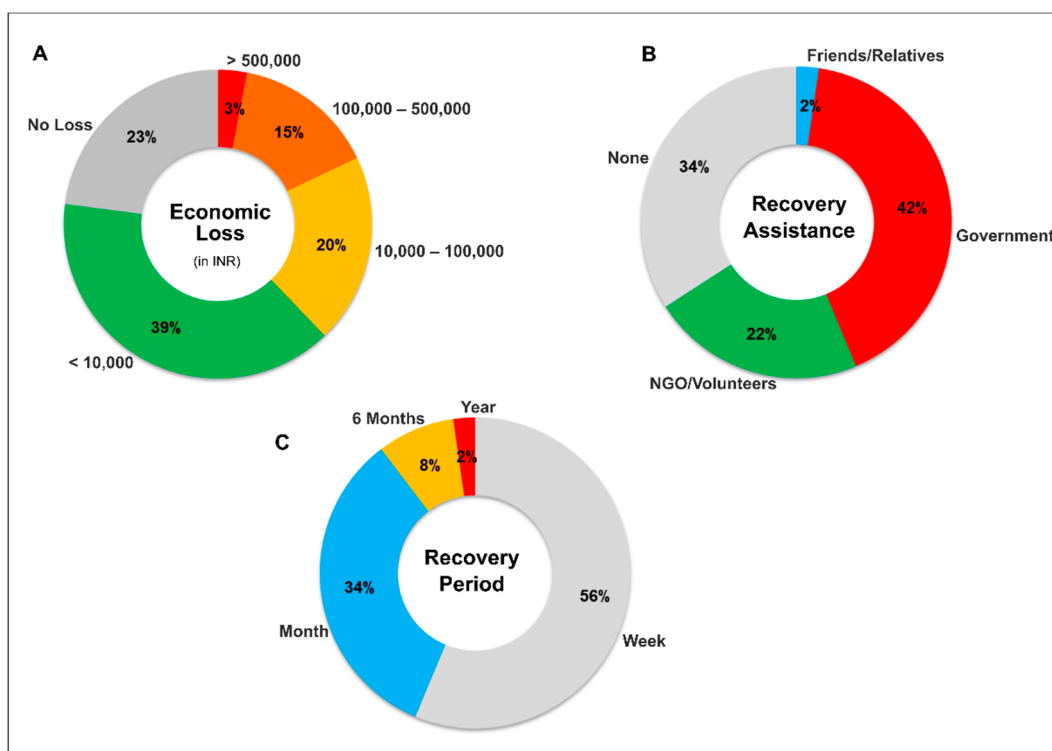 A
> 500,000
3%
100,000 – 500,000
15%
No Loss
23%
Economic
Loss
(in INR)
20%
10,000 – 100,000
39%
< 10,000
B
Friends/Relatives
2%
None
34%
Recovery
Assistance
42%
Government
22%
NGO/Volunteers
C
6 Months
Year
8%
2%
Recovery
Period
34%
56%
Month
Week